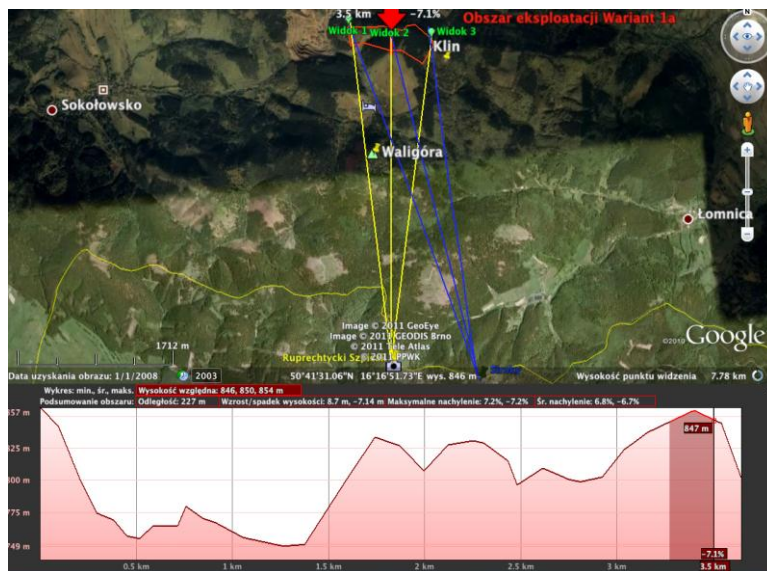 3.5 km -7.1% Obszar eksploatacji Wariant 1a
N
Widok 1 Widok 2 Widok 3
Klin
Sokołowsko
Waligóra
Łomnica
Image © 2011 GeoEye
Image © 2011 GEODIS Brno
© 2011 Tele Atlas
© 2011 PPWK
Ruprechtycki Sz
1712 m
©2010 Google
Data uzyskania obrazu: 1/1/2008 2003 50°41'31.06"N 16°16'51.73"E wys. 846 m Wysokość punktu widzenia 7.78 km
Wykres: min., śr., maks. Wysokość względna: 846, 850, 854 m
Podsumowanie obszaru: Odległość: 227 m Wzrost/spadek wysokości: 8.7 m, -7.14 m Maksymalne nachylenie: 7.2%, -7.2% Śr. nachylenie: 6.8%, -6.7%
847 m
825 m
800 m
775 m
749 m
-7.1%
0.5 km 1 km 1.5 km 2 km 2.5 km 3 km 3.5 km